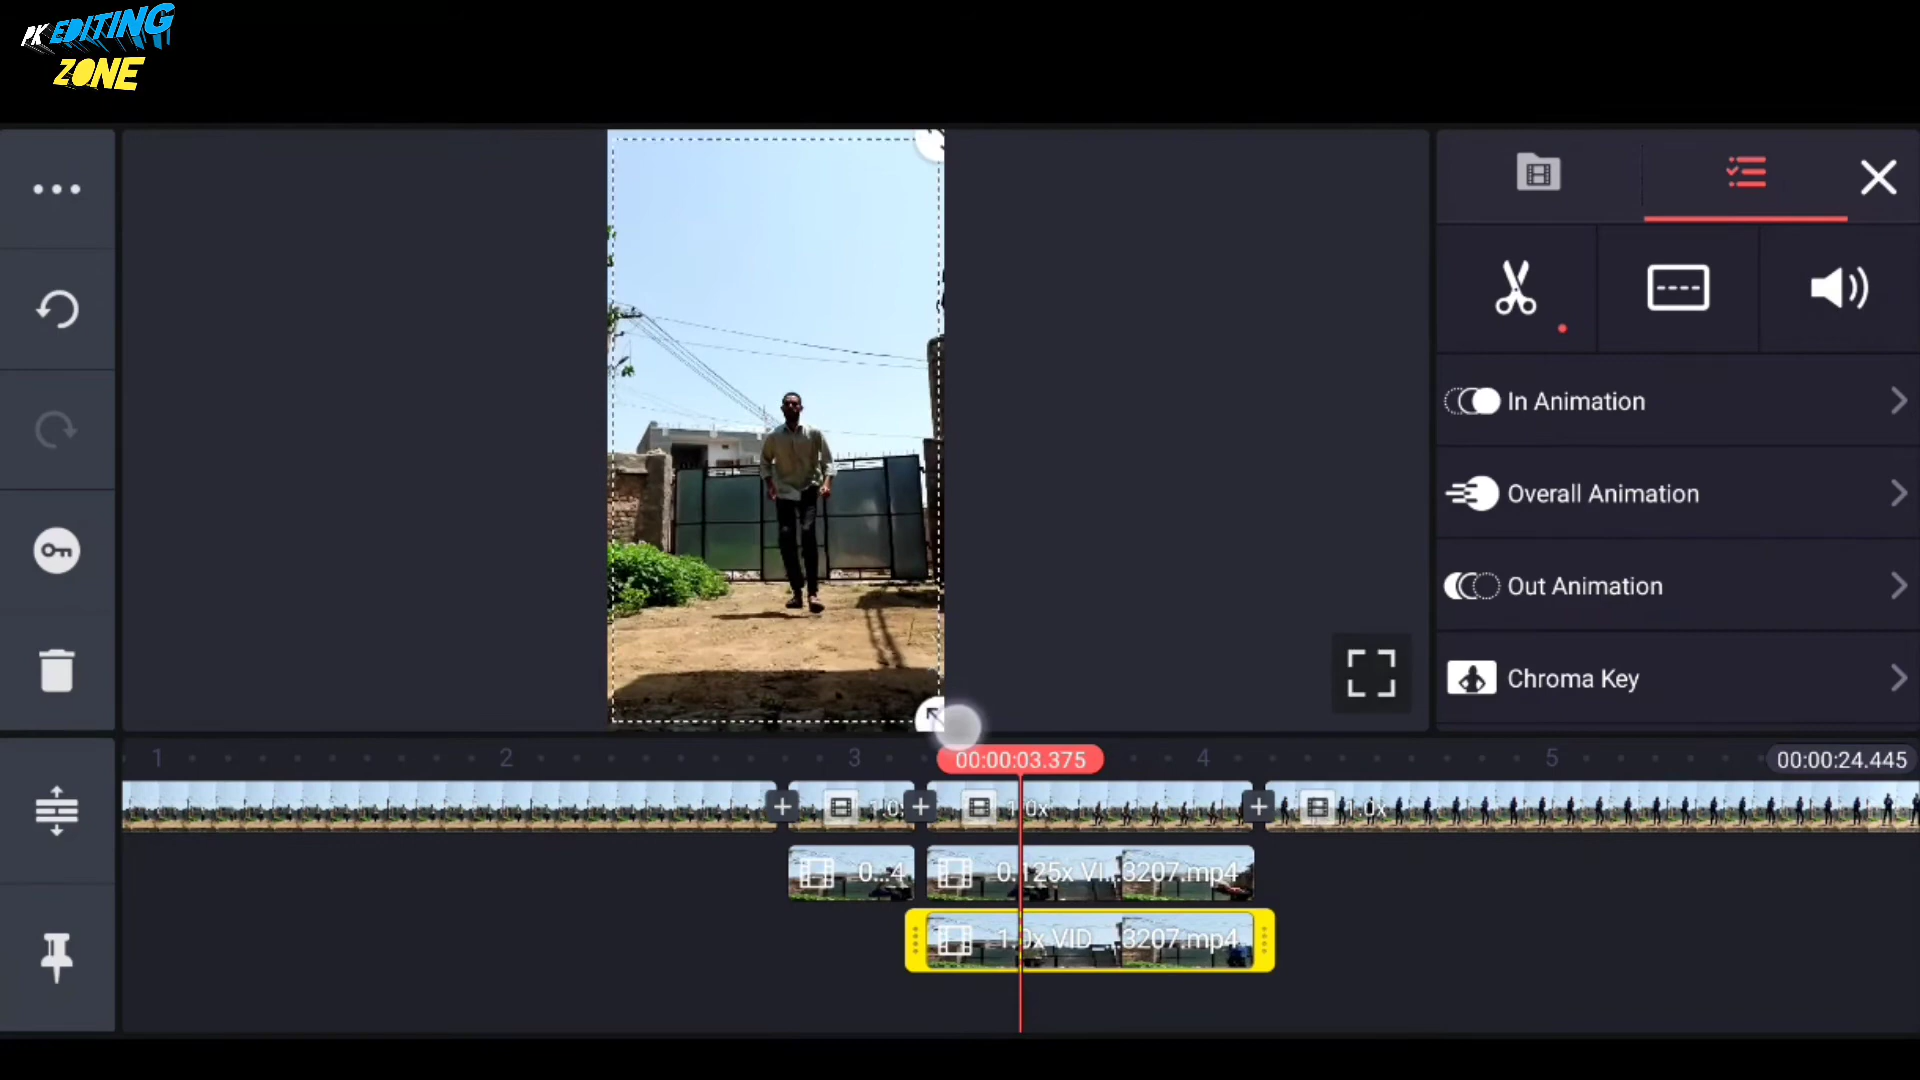 PK EDITING
ZONE
In Animation
Overall Animation
Out Animation
Chroma Key
1 2 3 4 5
00:00:03.375
00:00:24.445
1.0x 1.0x
0...4 0.125x VI...3207.mp4
1.0x VID 3207.mp4